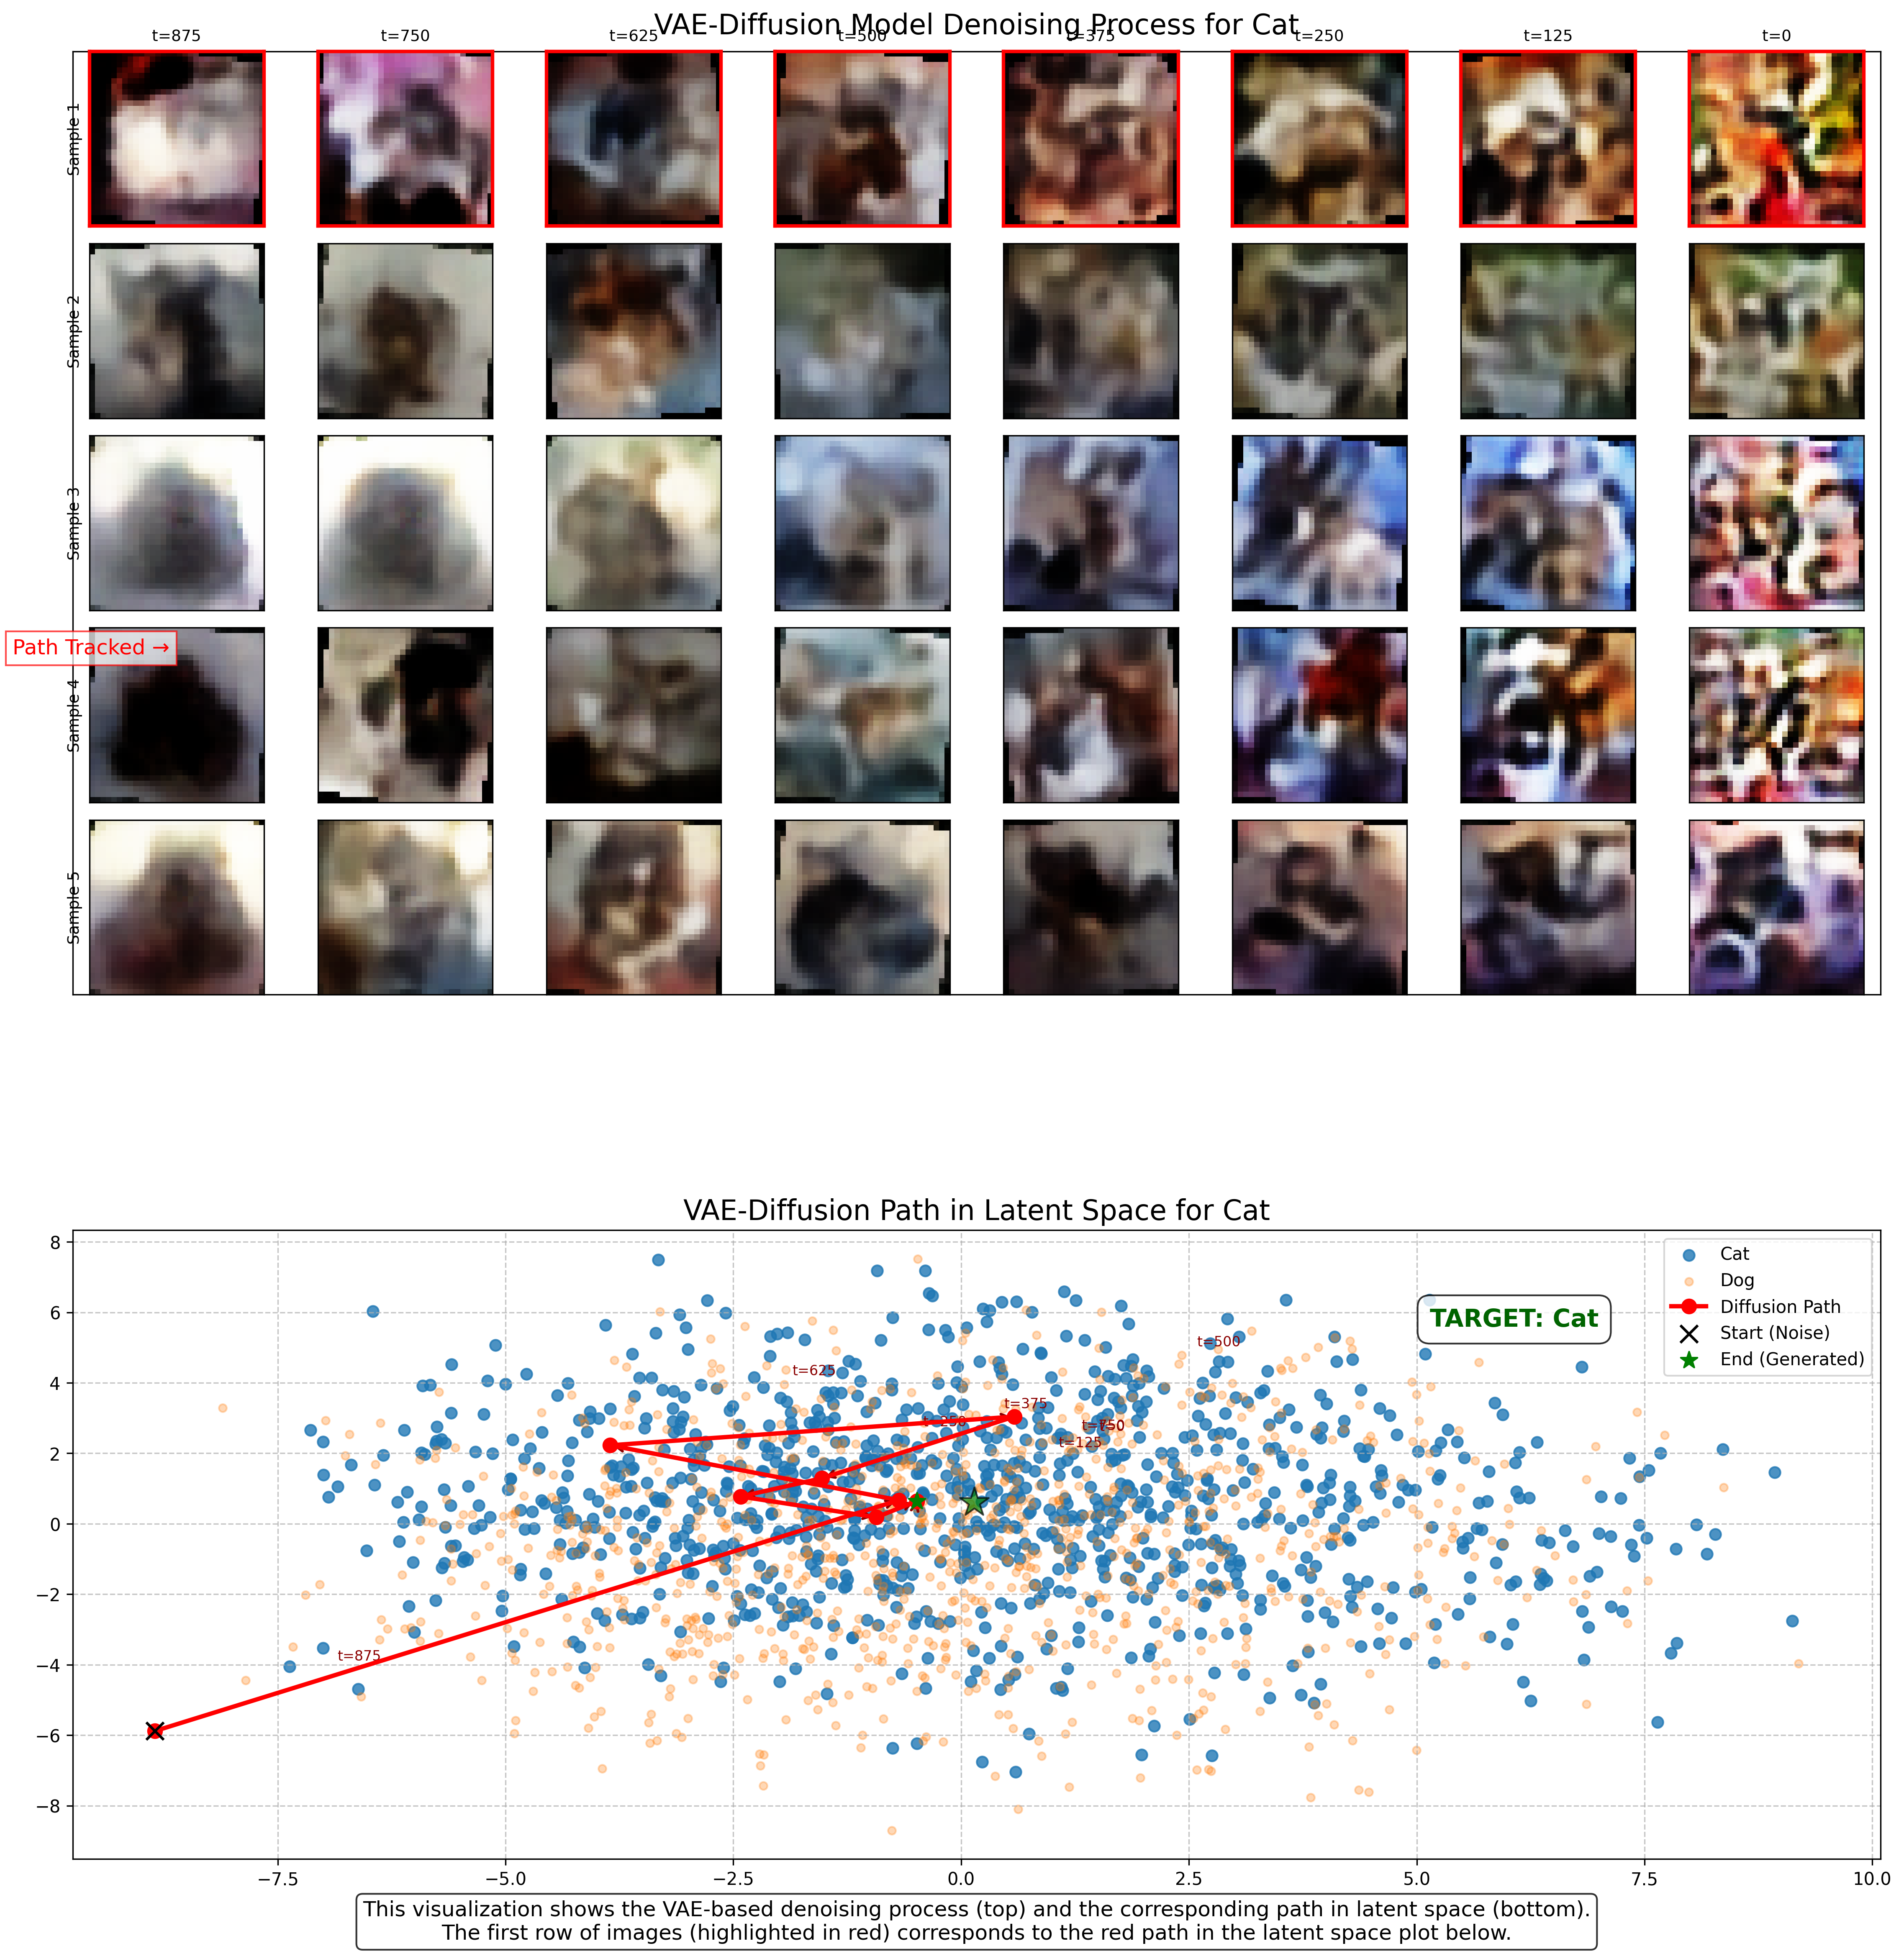 VAE-Diffusion Model Denoising Process for Cat
t=875 t=750 t=625 t=500 t=375 t=250 t=125 t=0
Sample 1
Sample 2
Sample 3
Path Tracked →
Sample 4
Sample 5
VAE-Diffusion Path in Latent Space for Cat
8
6
4
2
0
−2
−4
−6
−8
Cat
Dog
Diffusion Path
Start (Noise)
End (Generated)
TARGET: Cat
t=500
t=625
t=375
t=250
t=750
t=125
t=875
−7.5 −5.0 −2.5 0.0 2.5 5.0 7.5 10.0
This visualization shows the VAE-based denoising process (top) and the corresponding path in latent space (bottom).
The first row of images (highlighted in red) corresponds to the red path in the latent space plot below.